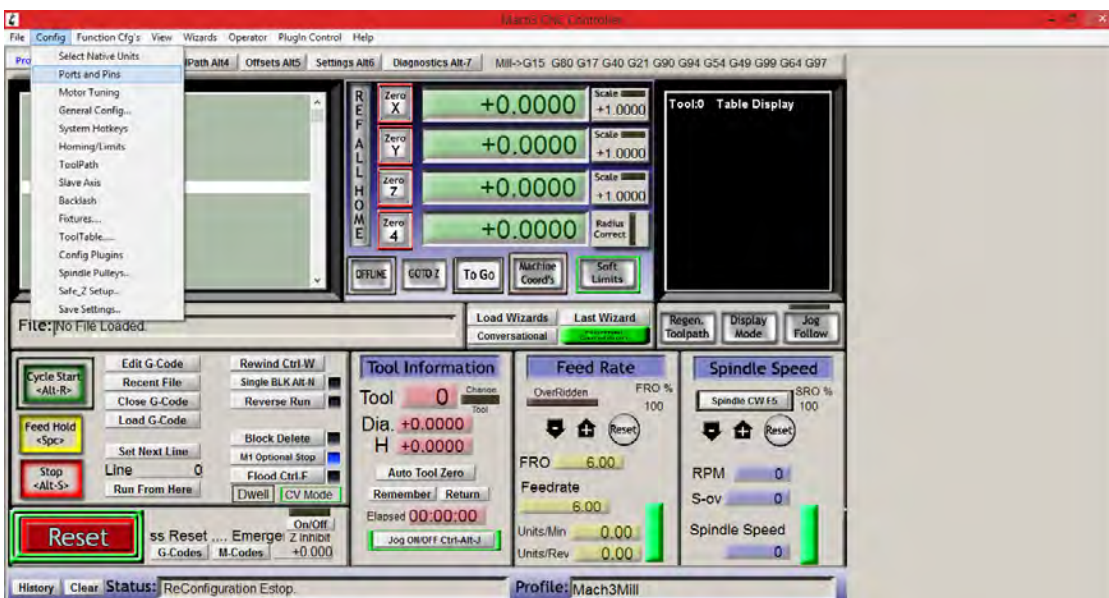 Mach3 CNC Controller
File Config Function Cfg's View Wizards Operator PlugIn Control Help
Select Native Units
Ports and Pins
Motor Tuning
General Config...
System Hotkeys
Homing/Limits
ToolPath
Slave Axis
Backlash
Fixtures....
ToolTable.....
Config Plugins
Spindle Pulleys..
Safe_Z Setup..
Save Settings..
Alt4 Offsets Alt5 Settings Alt6 Diagnostics Alt-7 Mill->G15 G80 G17 G40 G21 G90 G94 G54 G49 G99 G64 G97
REF ALL HOME
Zero X +0.0000 Scale +1.0000
Zero Y +0.0000 Scale +1.0000
Zero Z +0.0000 Scale +1.0000
Zero 4 +0.0000 Radius Correct
OFFLINE GOTO Z To Go Machine Coord's Soft Limits
Tool:0 Table Display
File: No File Loaded.
Load Wizards Last Wizard
Conversational
Regen. Toolpath Display Mode Jog Follow
Cycle Start <Alt-R>
Feed Hold <Spc>
Stop <Alt-S>
Edit G-Code
Recent File
Close G-Code
Load G-Code
Set Next Line
Line 0
Run From Here
Rewind Ctrl-W
Single BLK Alt-N
Reverse Run
Block Delete
M1 Optional Stop
Flood Ctrl-F
Dwell CV Mode
Reset
ss Reset .... Emerge
On/Off
Z Inhibit
+0.000
G-Codes M-Codes
Tool Information
Tool 0 Change Tool
Dia. +0.0000
H +0.0000
Auto Tool Zero
Remember Return
Elapsed 00:00:00
Jog ON/OFF Ctrl-Alt-J
Feed Rate
OverRidden FRO % 100
Reset
FRO 6.00
Feedrate
6.00
Units/Min 0.00
Units/Rev 0.00
Spindle Speed
Spindle CW F5 SRO % 100
Reset
RPM 0
S-ov 0
Spindle Speed
0
History Clear Status: ReConfiguration Estop. Profile: Mach3Mill